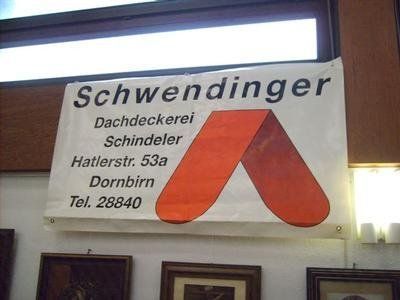 Schwendinger
Dachdeckerei
Schindeler
Hatlerstr. 53a
Dornbirn
Tel. 28840